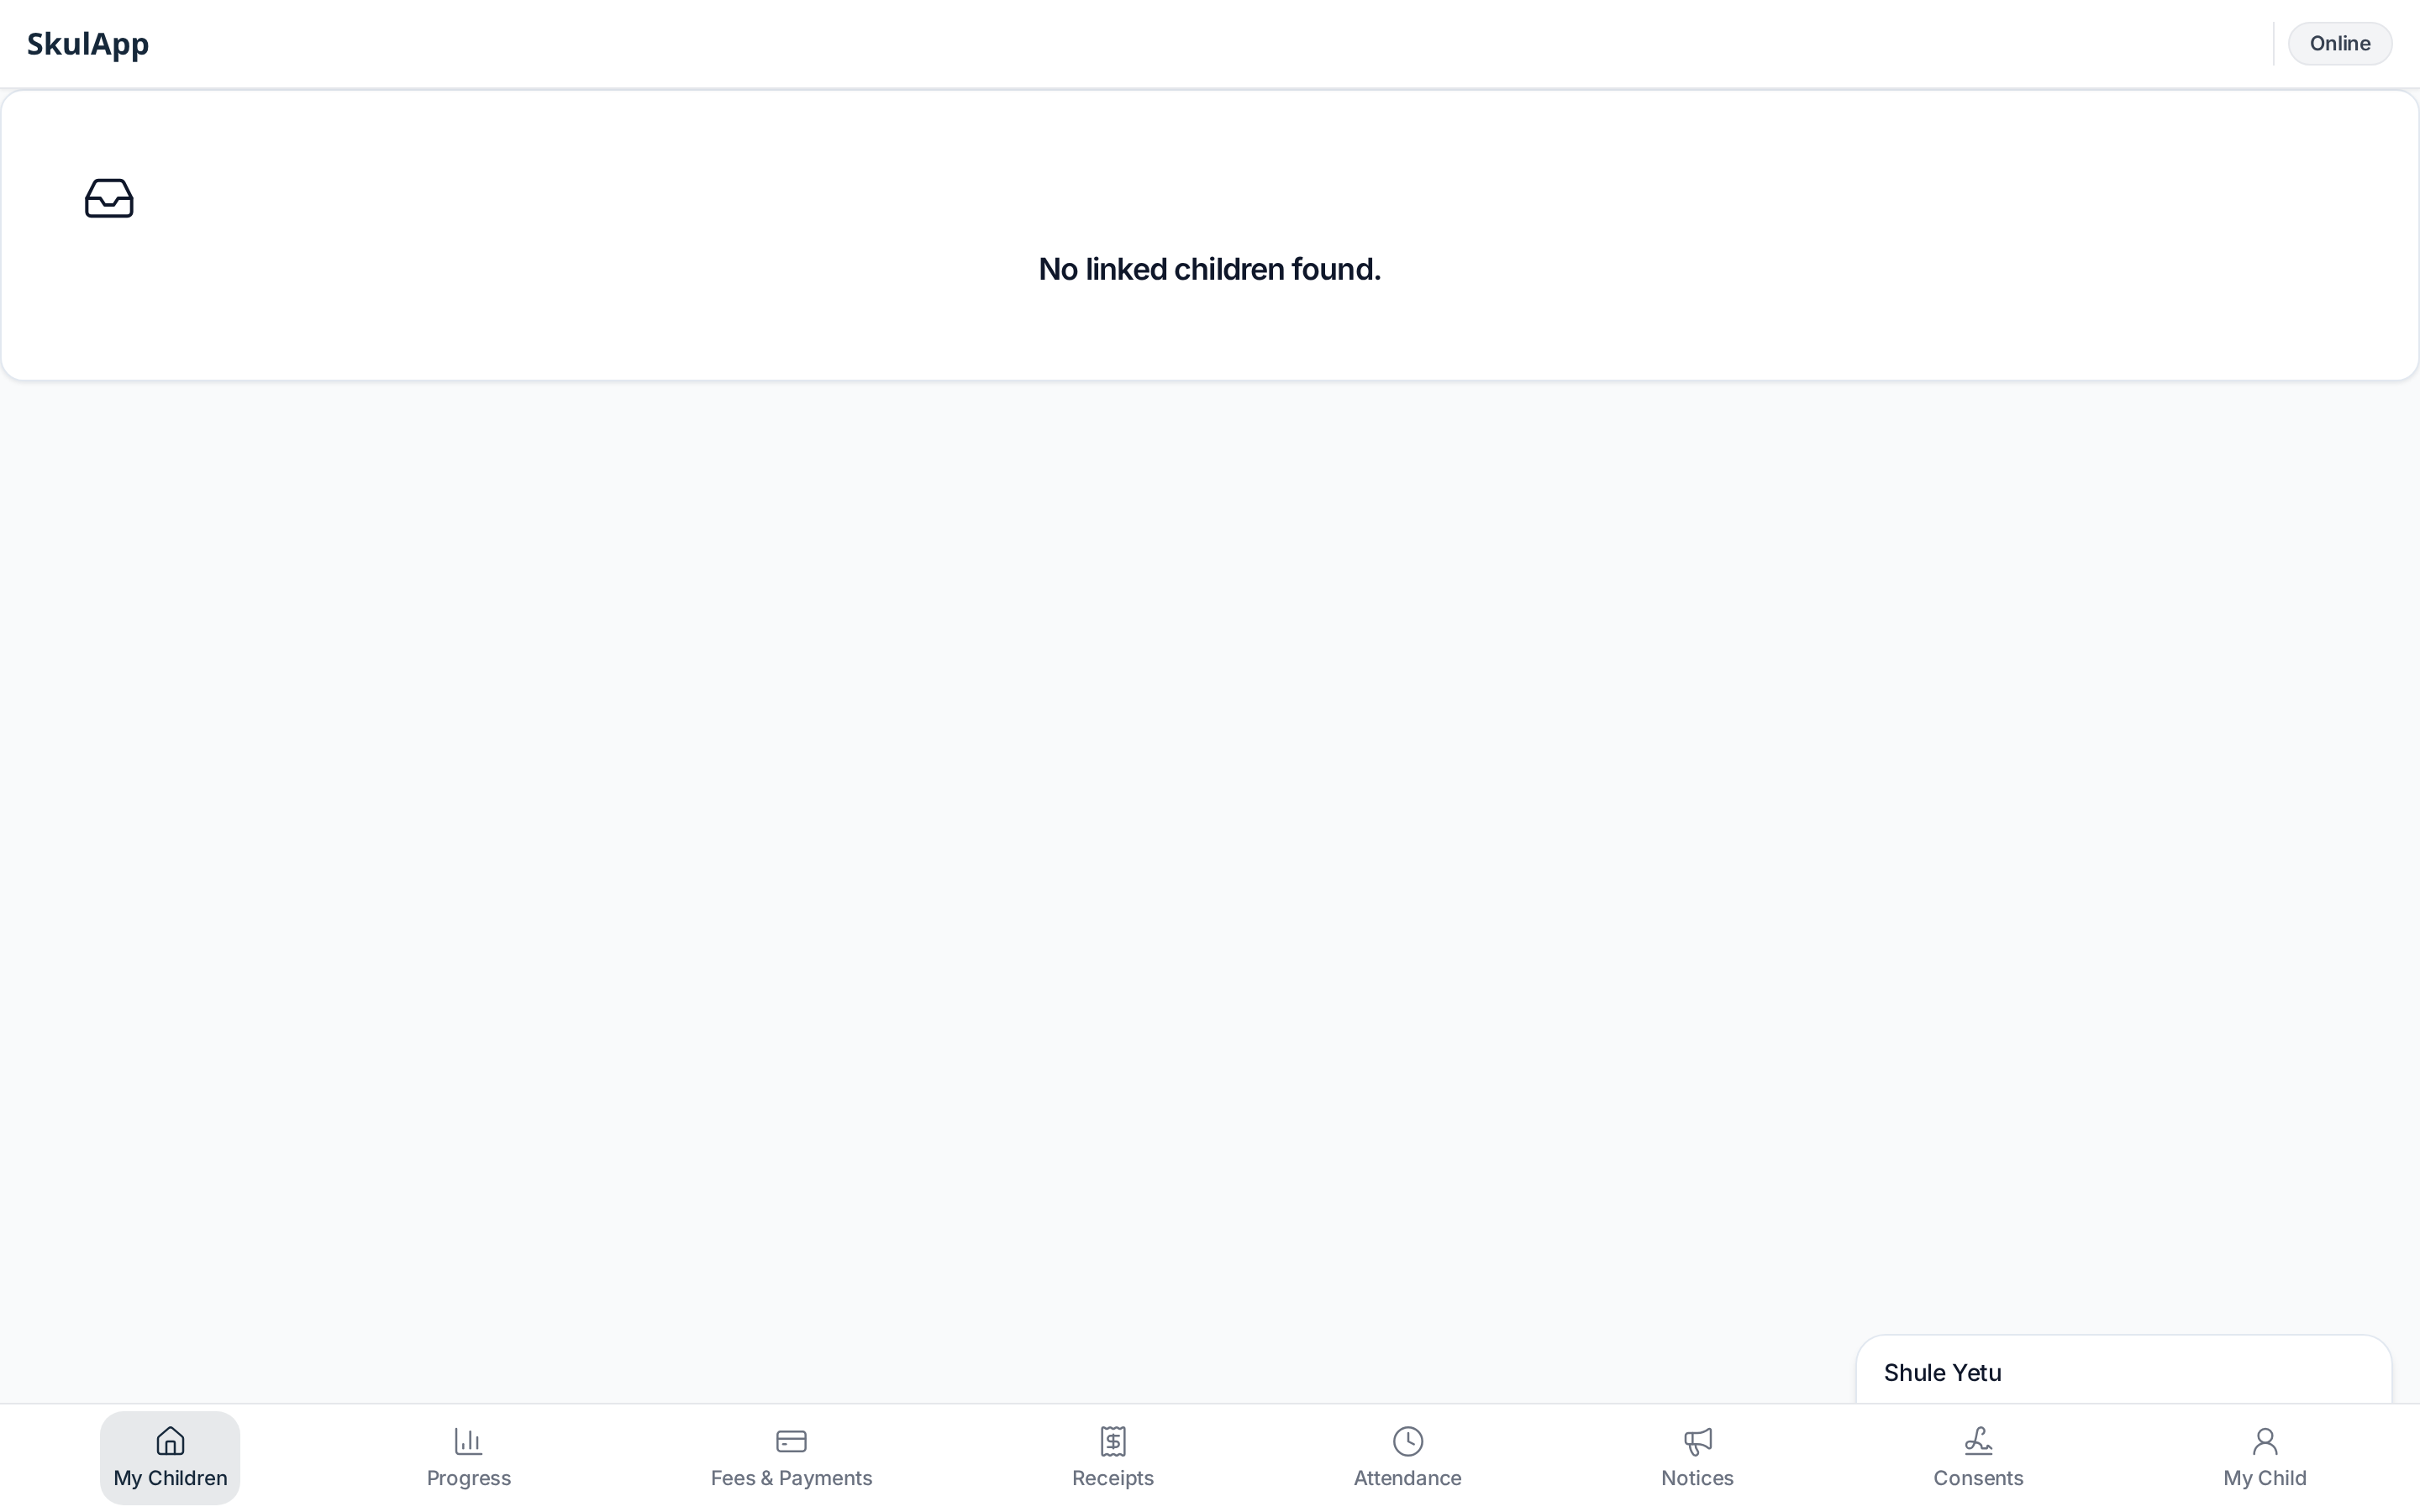 SkulApp
Online
No linked children found.
Shule Yetu
My Children
Progress
Fees & Payments
Receipts
Attendance
Notices
Consents
My Child